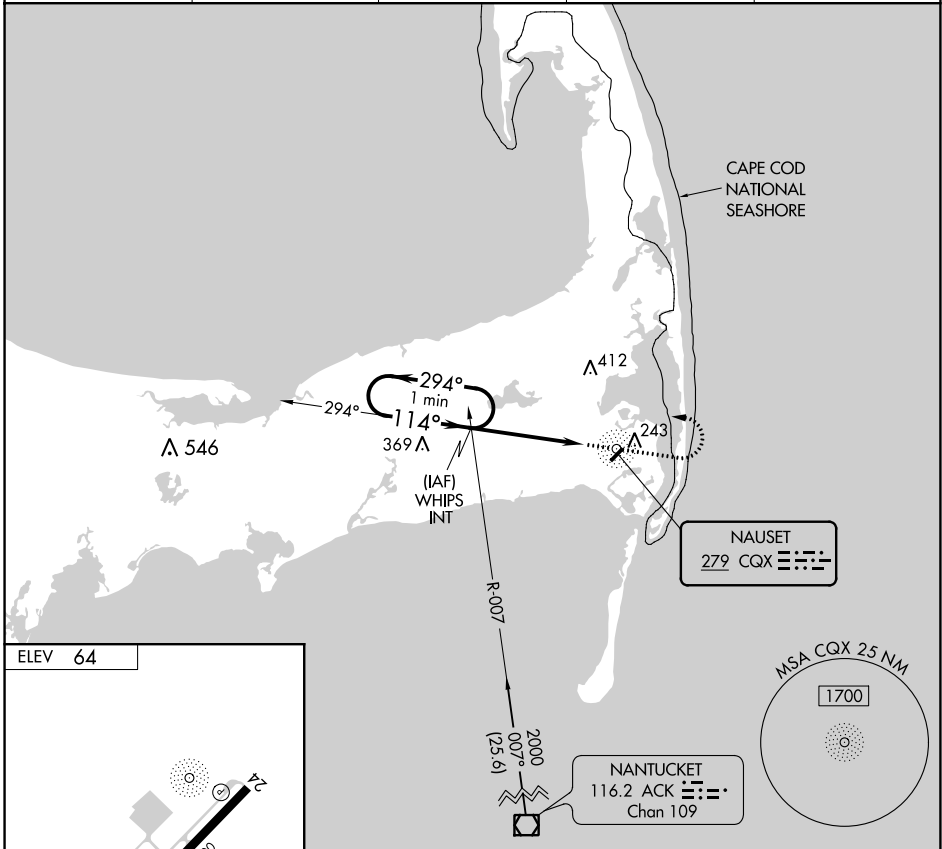 CAPE COD
NATIONAL
SEASHORE
412
294°
1 min
294°
114°
546
369
243
(IAF)
WHIPS
INT
NAUSET
279 CQX
R-007
ELEV 64
MSA CQX 25 NM
1700
2000
007°
(25.6)
NANTUCKET
116.2 ACK
Chan 109
P
24